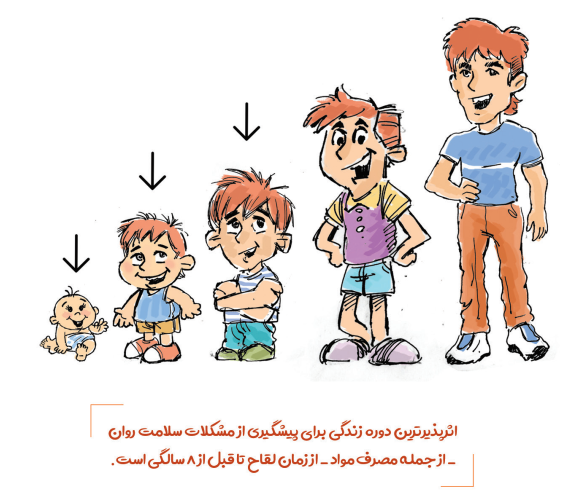 اثرپذیرترین دوره زندگی برای پیشگیری از مشکلات سلامت روان
ـ از جمله مصرف مواد ـ از زمان لقاح تا قبل از ۸ سالگی است.